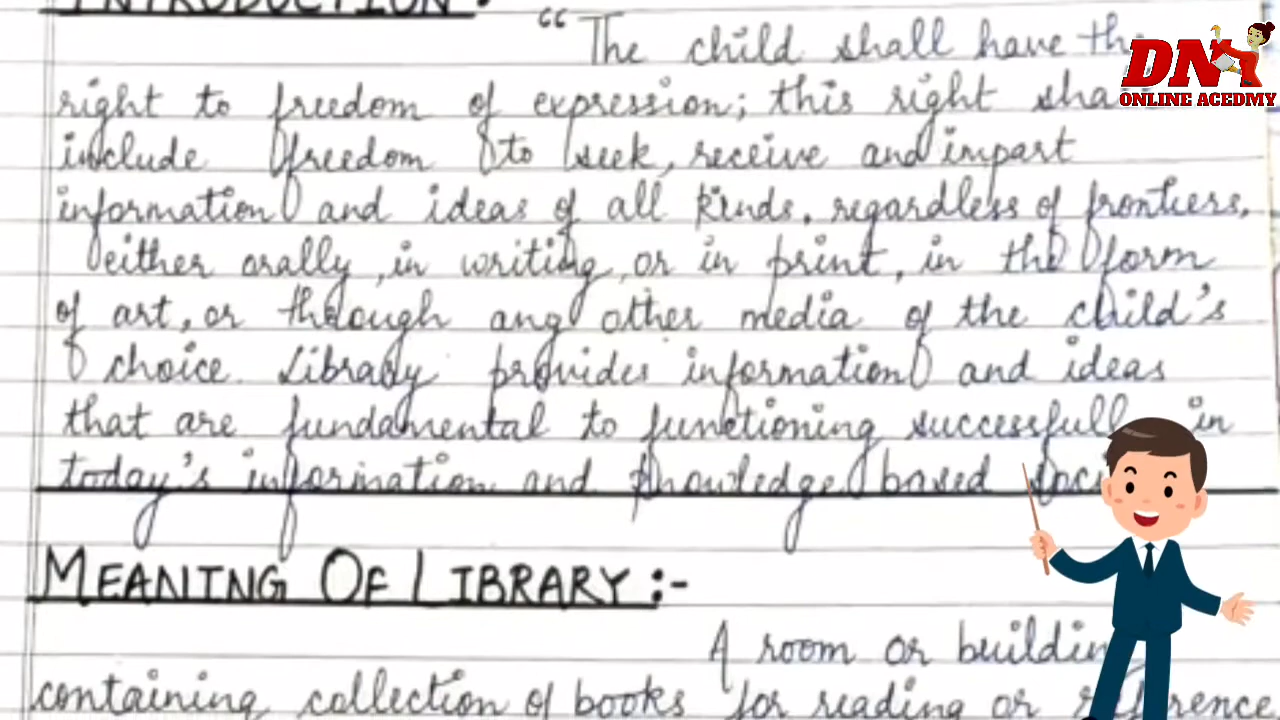 INTRODUCTION :
“The child shall have the
right to freedom of expression; this right shall
include freedom to seek, receive and impart
information and ideas of all kinds, regardless of frontiers,
either orally, in writing, or in print, in the form
of art, or through any other media of the child's
choice. Library provides information and ideas
that are fundamental to functioning successfully in
today's information and knowledge based
MEANING OF LIBRARY :-
A room or building
containing collection of books for reading or reference
DNA
ONLINE ACEDMY